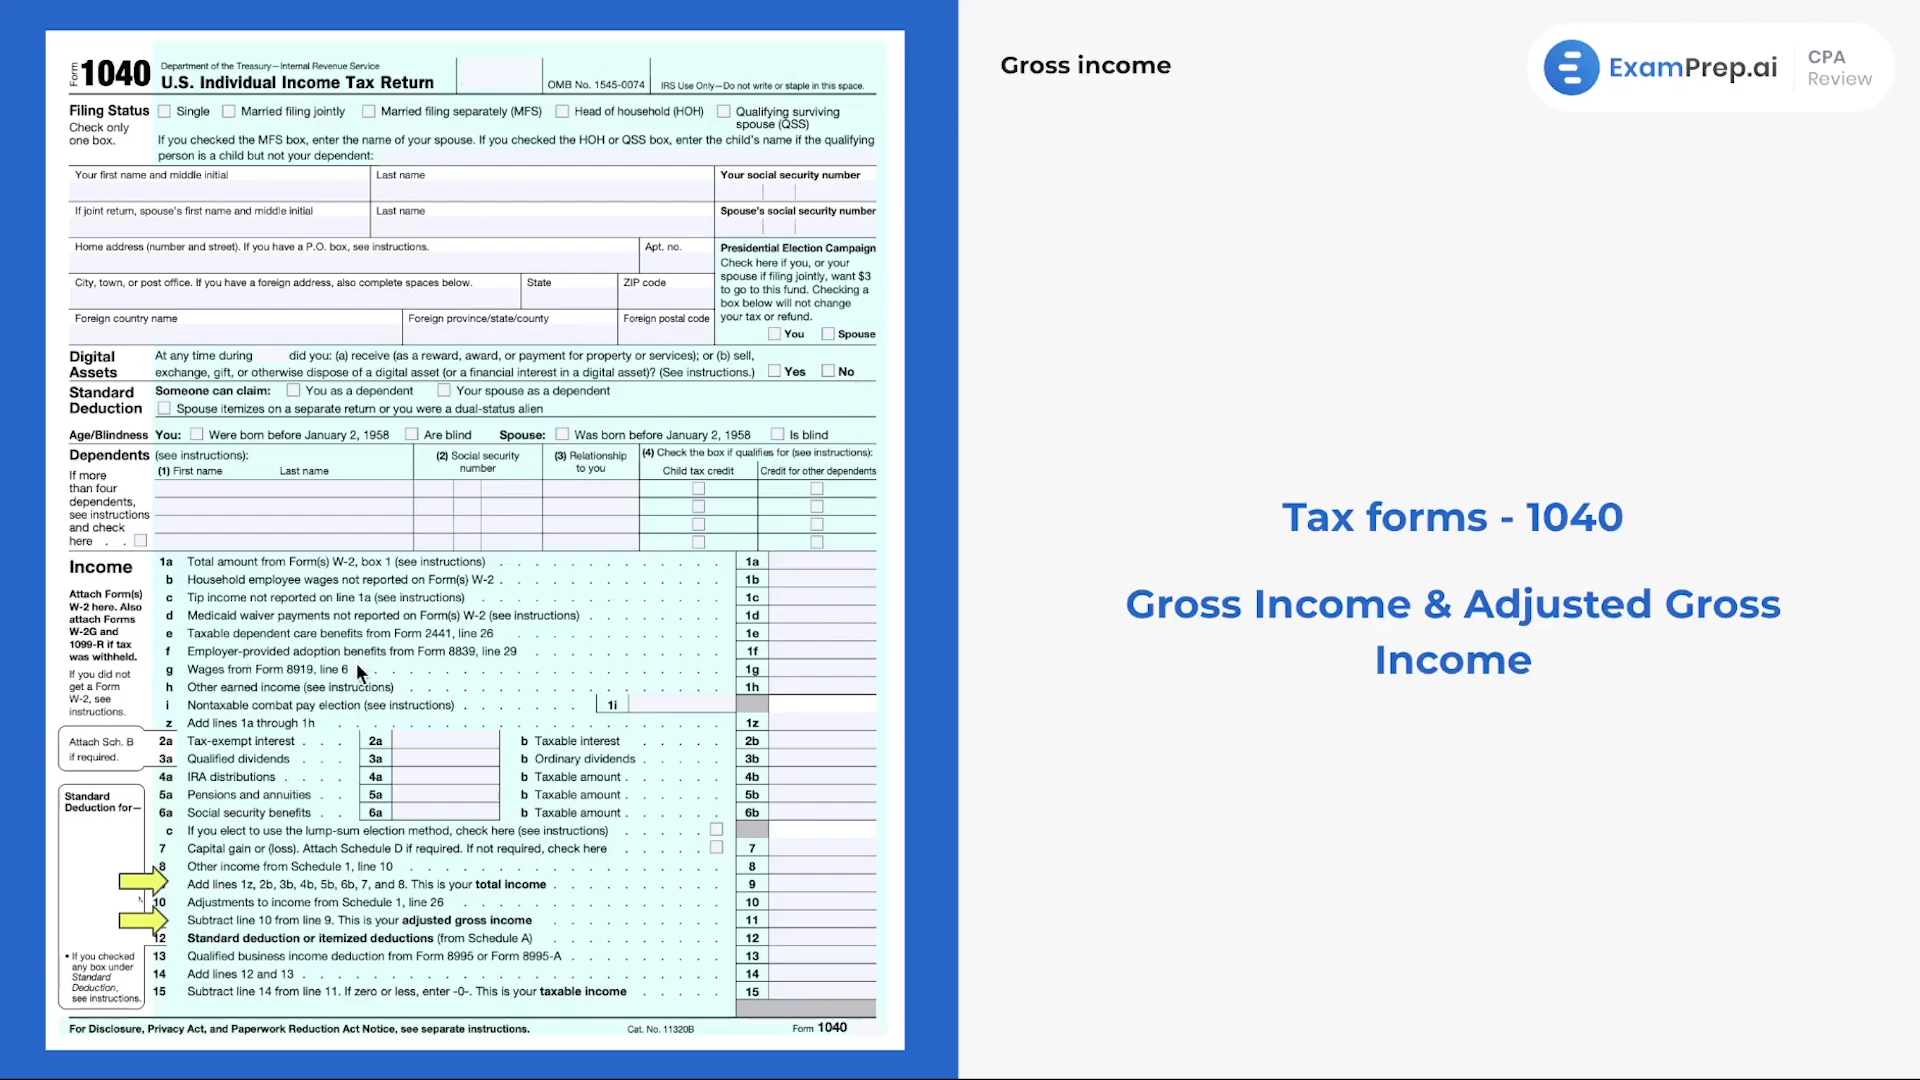 Form 1040
Department of the Treasury—Internal Revenue Service
U.S. Individual Income Tax Return
OMB No. 1545-0074
IRS Use Only—Do not write or staple in this space.
Filing Status
Check only
one box.
Single
Married filing jointly
Married filing separately (MFS)
Head of household (HOH)
Qualifying surviving
spouse (QSS)
If you checked the MFS box, enter the name of your spouse. If you checked the HOH or QSS box, enter the child's name if the qualifying
person is a child but not your dependent:
Your first name and middle initial
Last name
Your social security number
If joint return, spouse's first name and middle initial
Last name
Spouse's social security number
Home address (number and street). If you have a P.O. box, see instructions.
Apt. no.
City, town, or post office. If you have a foreign address, also complete spaces below.
State
ZIP code
Foreign country name
Foreign province/state/county
Foreign postal code
Presidential Election Campaign
Check here if you, or your
spouse if filing jointly, want $3
to go to this fund. Checking a
box below will not change
your tax or refund.
You Spouse
Digital
Assets
At any time during did you: (a) receive (as a reward, award, or payment for property or services); or (b) sell,
exchange, gift, or otherwise dispose of a digital asset (or a financial interest in a digital asset)? (See instructions.)
Yes No
Standard
Deduction
Someone can claim: You as a dependent Your spouse as a dependent
Spouse itemizes on a separate return or you were a dual-status alien
Age/Blindness You: Were born before January 2, 1958 Are blind Spouse: Was born before January 2, 1958 Is blind
Dependents (see instructions):
(1) First name Last name
(2) Social security
number
(3) Relationship
to you
(4) Check the box if qualifies for (see instructions):
Child tax credit Credit for other dependents
If more
than four
dependents,
see instructions
and check
here . .
Income
Attach Form(s)
W-2 here. Also
attach Forms
W-2G and
1099-R if tax
was withheld.
If you did not
get a Form
W-2, see
instructions.
1a Total amount from Form(s) W-2, box 1 (see instructions) 1a
b Household employee wages not reported on Form(s) W-2 1b
c Tip income not reported on line 1a (see instructions) 1c
d Medicaid waiver payments not reported on Form(s) W-2 (see instructions) 1d
e Taxable dependent care benefits from Form 2441, line 26 1e
f Employer-provided adoption benefits from Form 8839, line 29 1f
g Wages from Form 8919, line 6 1g
h Other earned income (see instructions) 1h
i Nontaxable combat pay election (see instructions) 1i
z Add lines 1a through 1h 1z
Attach Sch. B
if required.
2a Tax-exempt interest 2a b Taxable interest 2b
3a Qualified dividends 3a b Ordinary dividends 3b
4a IRA distributions 4a b Taxable amount 4b
5a Pensions and annuities 5a b Taxable amount 5b
6a Social security benefits 6a b Taxable amount 6b
c If you elect to use the lump-sum election method, check here (see instructions)
7 Capital gain or (loss). Attach Schedule D if required. If not required, check here 7
8 Other income from Schedule 1, line 10 8
Add lines 1z, 2b, 3b, 4b, 5b, 6b, 7, and 8. This is your total income 9
10 Adjustments to income from Schedule 1, line 26 10
Subtract line 10 from line 9. This is your adjusted gross income 11
12 Standard deduction or itemized deductions (from Schedule A) 12
13 Qualified business income deduction from Form 8995 or Form 8995-A 13
14 Add lines 12 and 13 14
15 Subtract line 14 from line 11. If zero or less, enter -0-. This is your taxable income 15
Standard
Deduction for—
• If you checked
any box under
Standard
Deduction,
see instructions.
For Disclosure, Privacy Act, and Paperwork Reduction Act Notice, see separate instructions.
Cat. No. 11320B
Form 1040
Gross income
ExamPrep.ai
CPA
Review
Tax forms - 1040
Gross Income & Adjusted Gross
Income